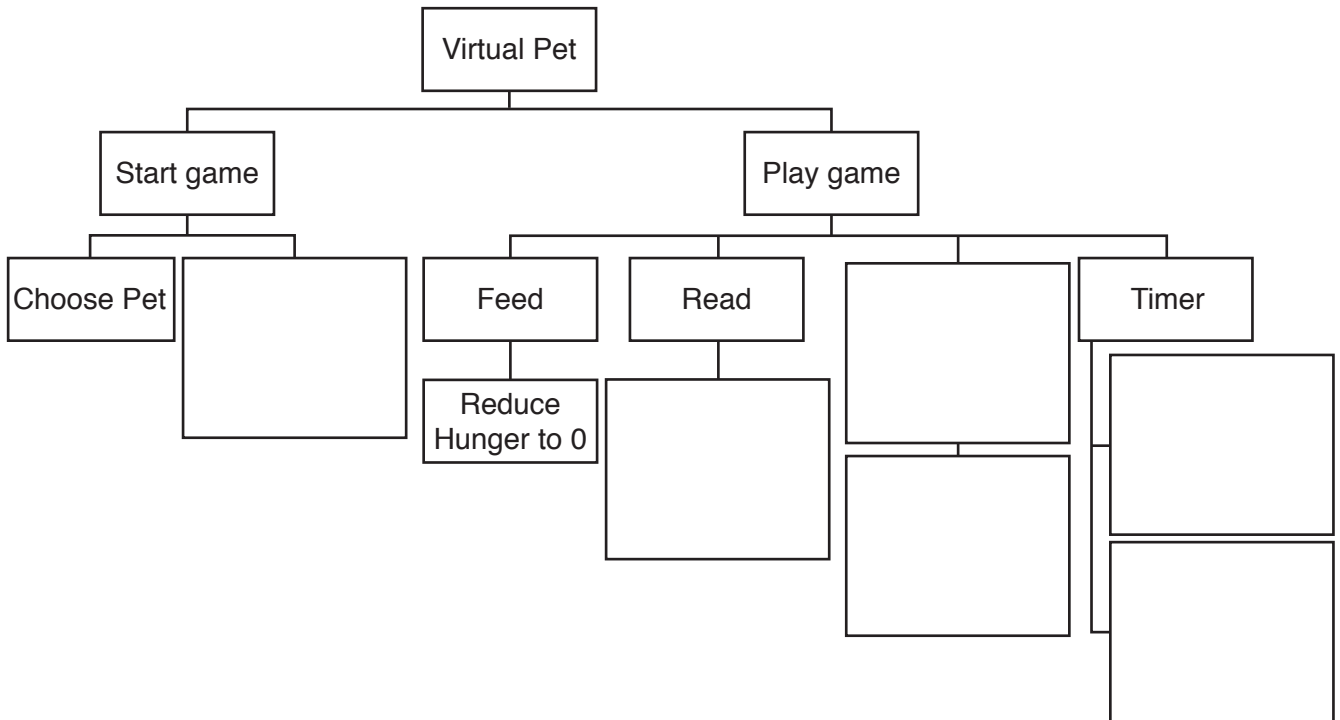 Virtual Pet
Start game
Play game
Choose Pet
Feed
Read
Timer
Reduce
Hunger to 0